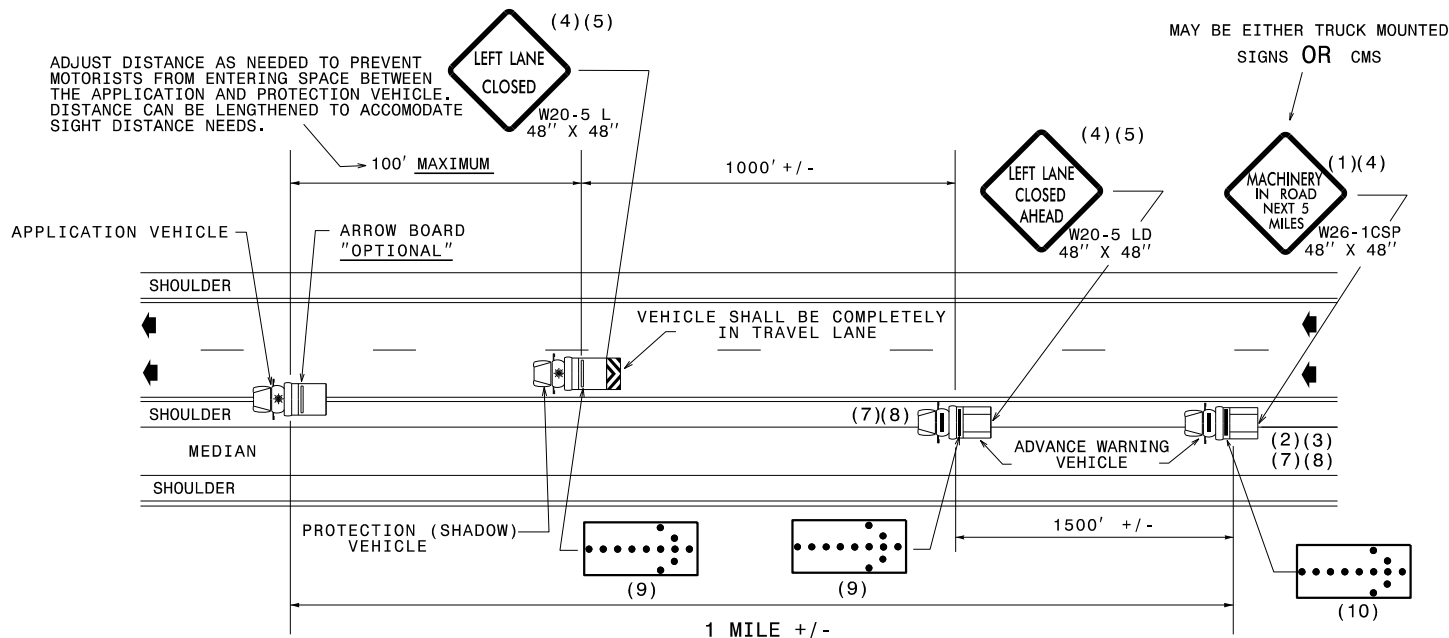 (4)(5)
MAY BE EITHER TRUCK MOUNTED
SIGNS OR CMS
ADJUST DISTANCE AS NEEDED TO PREVENT
MOTORISTS FROM ENTERING SPACE BETWEEN
THE APPLICATION AND PROTECTION VEHICLE.
DISTANCE CAN BE LENGTHENED TO ACCOMODATE
SIGHT DISTANCE NEEDS.
LEFT LANE
CLOSED
W20-5 L
48" X 48"
100' MAXIMUM
1000' +/-
(4)(5)
LEFT LANE
CLOSED
AHEAD
W20-5 LD
48" X 48"
(1)(4)
MACHINERY
IN ROAD
NEXT 5
MILES
W26-1CSP
48" X 48"
APPLICATION VEHICLE
ARROW BOARD
"OPTIONAL"
SHOULDER
VEHICLE SHALL BE COMPLETELY
IN TRAVEL LANE
SHOULDER
(7)(8)
MEDIAN
ADVANCE WARNING
VEHICLE
(2)(3)
(7)(8)
SHOULDER
PROTECTION (SHADOW)
VEHICLE
(9)
(9)
1500' +/-
(10)
1 MILE +/-